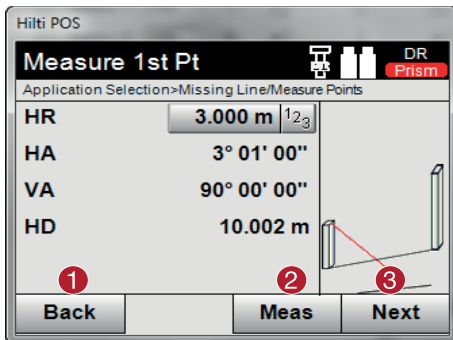 Hilti POS
Measure 1st Pt
DR
Prism
Application Selection>Missing Line/Measure Points
HR 3.000 m 123
HA 3° 01' 00"
VA 90° 00' 00"
HD 10.002 m
1 2 3
Back Meas Next